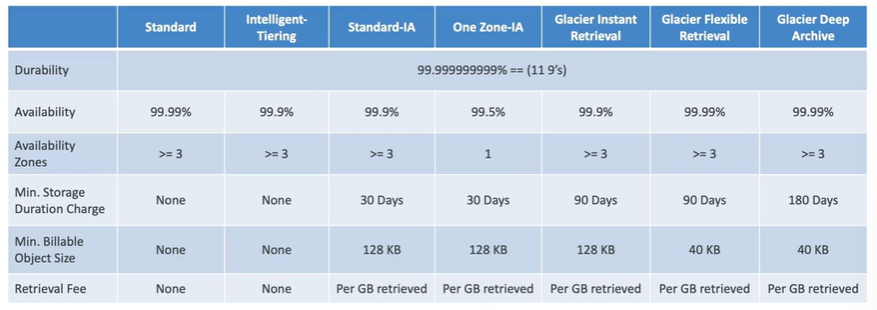 Standard Intelligent-Tiering Standard-IA One Zone-IA Glacier Instant Retrieval Glacier Flexible Retrieval Glacier Deep Archive
Durability 99.999999999% == (11 9’s)
Availability 99.99% 99.9% 99.9% 99.5% 99.9% 99.99% 99.99%
Availability Zones >= 3 >= 3 >= 3 1 >= 3 >= 3 >= 3
Min. Storage Duration Charge None None 30 Days 30 Days 90 Days 90 Days 180 Days
Min. Billable Object Size None None 128 KB 128 KB 128 KB 40 KB 40 KB
Retrieval Fee None None Per GB retrieved Per GB retrieved Per GB retrieved Per GB retrieved Per GB retrieved